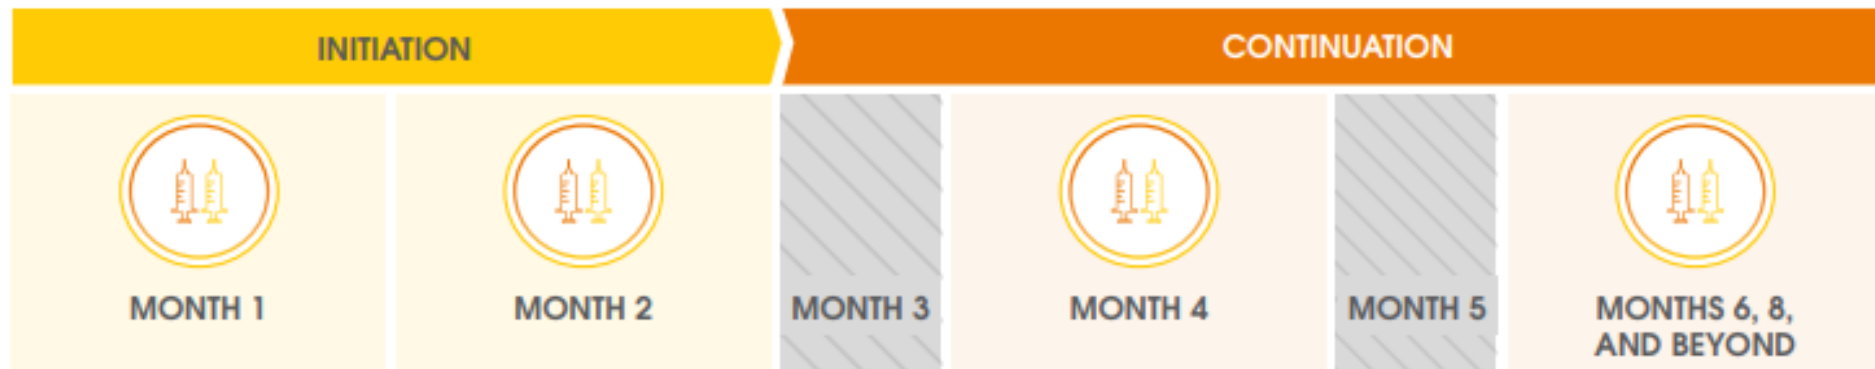 INITIATION
CONTINUATION
MONTH 1
MONTH 2
MONTH 3
MONTH 4
MONTH 5
MONTHS 6, 8,
AND BEYOND